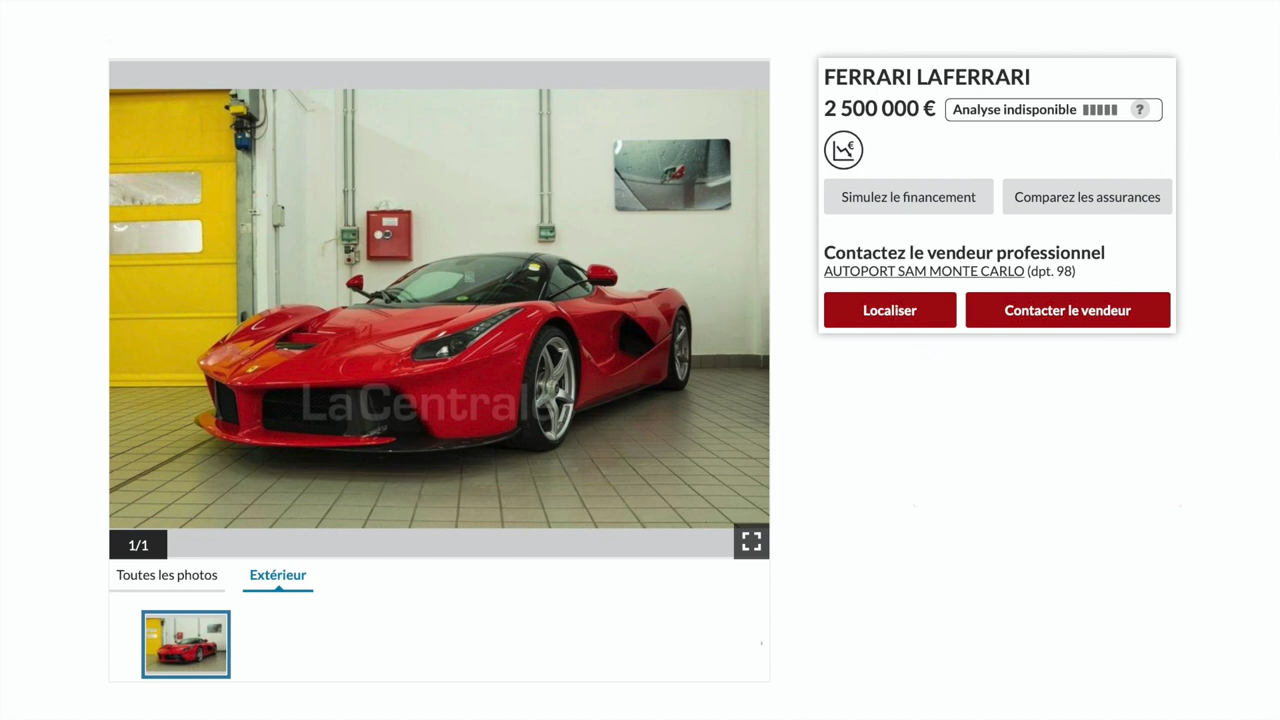 FERRARI LAFERRARI
2 500 000 €
Analyse indisponible ?
€
Simulez le financement
Comparez les assurances
Contactez le vendeur professionnel
AUTOPORT SAM MONTE CARLO (dpt. 98)
Localiser
Contacter le vendeur
LaCentrale
1/1
Toutes les photos
Extérieur